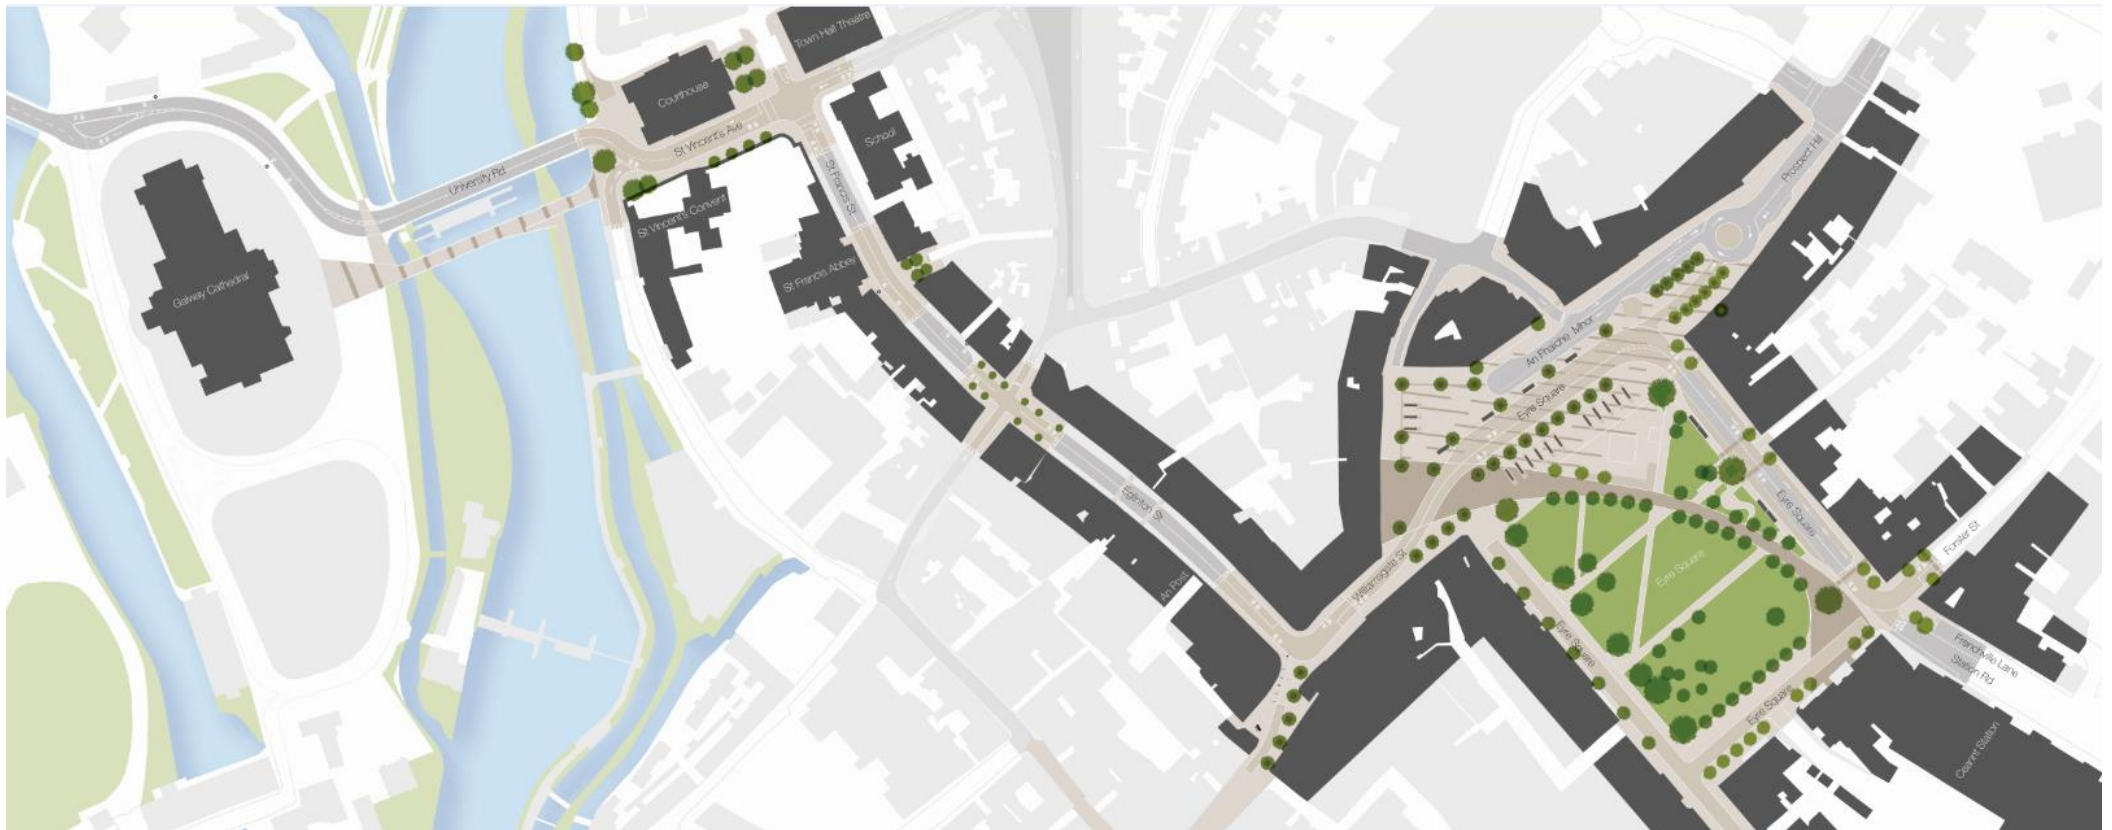 Town Hall Theatre
Courthouse
St Vincent's Ave
School
University Rd
St Francis St
St Vincent's Convent
St Francis Abbey
Galway Cathedral
Prospect Hill
An Fhaiche Mhór
Eyre Square
Eglinton St
Eyre Square
Forster St
Eyre Square
An Post
Williamsgate St
Eyre Square
Frenchville Lane
Station Rd
Eyre Square
Ceannt Station